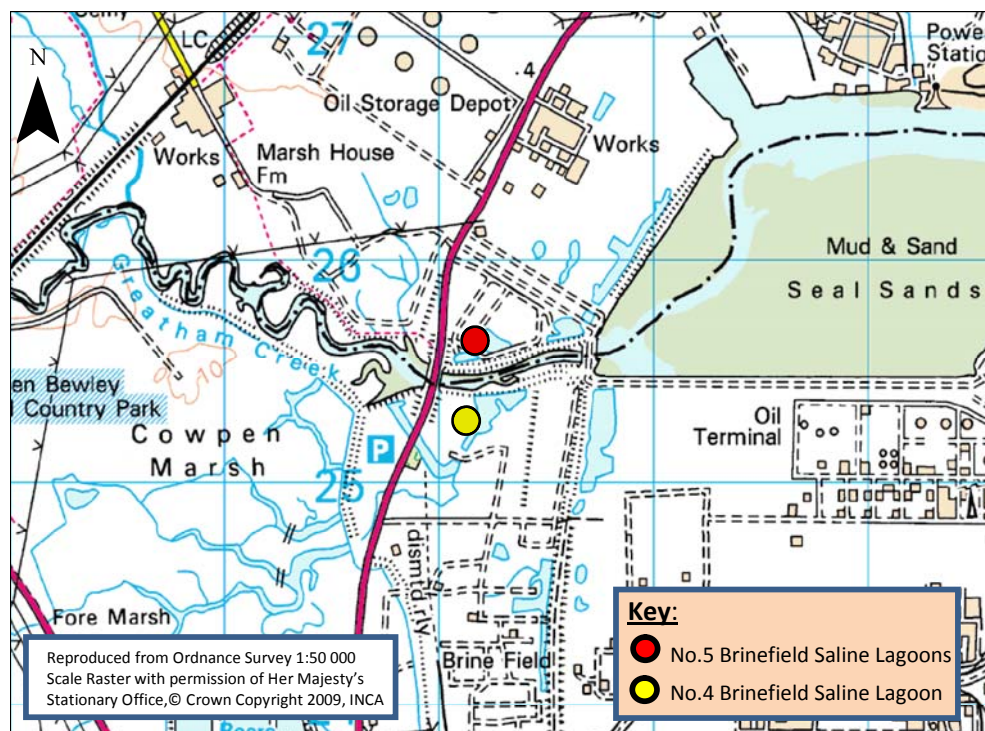 27
LC
N
.4
Power
Oil Storage Depot
Works
Works
Marsh House
Fm
26
Mud & Sand
Seal Sands
Greatham Creek
en Bewley
Country Park
Cowpen
Marsh
P
Oil
Terminal
25
dismtd rly
Fore Marsh
Brine Field
Key:
No.5 Brinefield Saline Lagoons
No.4 Brinefield Saline Lagoon
Reproduced from Ordnance Survey 1:50 000
Scale Raster with permission of Her Majesty's
Stationary Office,© Crown Copyright 2009, INCA